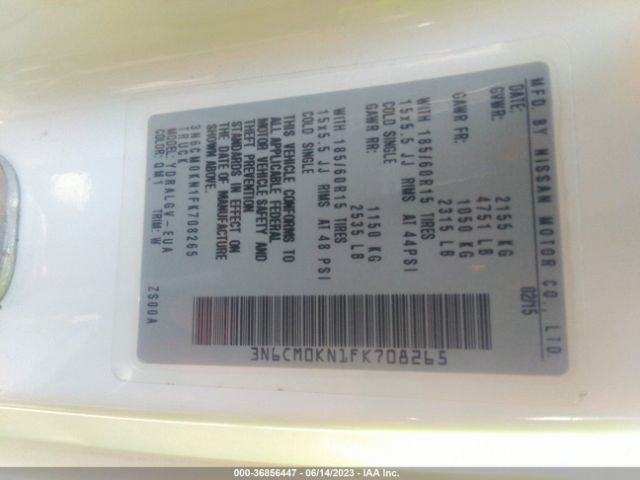 MFD. BY NISSAN MOTOR CO., LTD.
DATE: 02/15
GVWR: 2155 KG
4751 LB
GAWR FR: 1050 KG
2315 LB
WITH 185/60R15 TIRES
15x5.5 JJ RIMS AT 44PSI
COLD SINGLE
GAWR RR: 1150 KG
2535 LB
WITH 185/60R15 TIRES
15x5.5 JJ RIMS AT 48 PSI
COLD SINGLE
THIS VEHICLE CONFORMS TO
ALL APPLICABLE FEDERAL
MOTOR VEHICLE SAFETY AND
THEFT PREVENTION
STANDARDS IN EFFECT ON
THE DATE OF MANUFACTURE
SHOWN ABOVE.
3N6CM0KN1FK708265
TRUCK
MODEL: YDRALGV-EUA
COLOR: QM1 TRIM: W
ZS00A
3N6CM0KN1FK708265
000-36856447 - 06/14/2023 - IAA Inc.